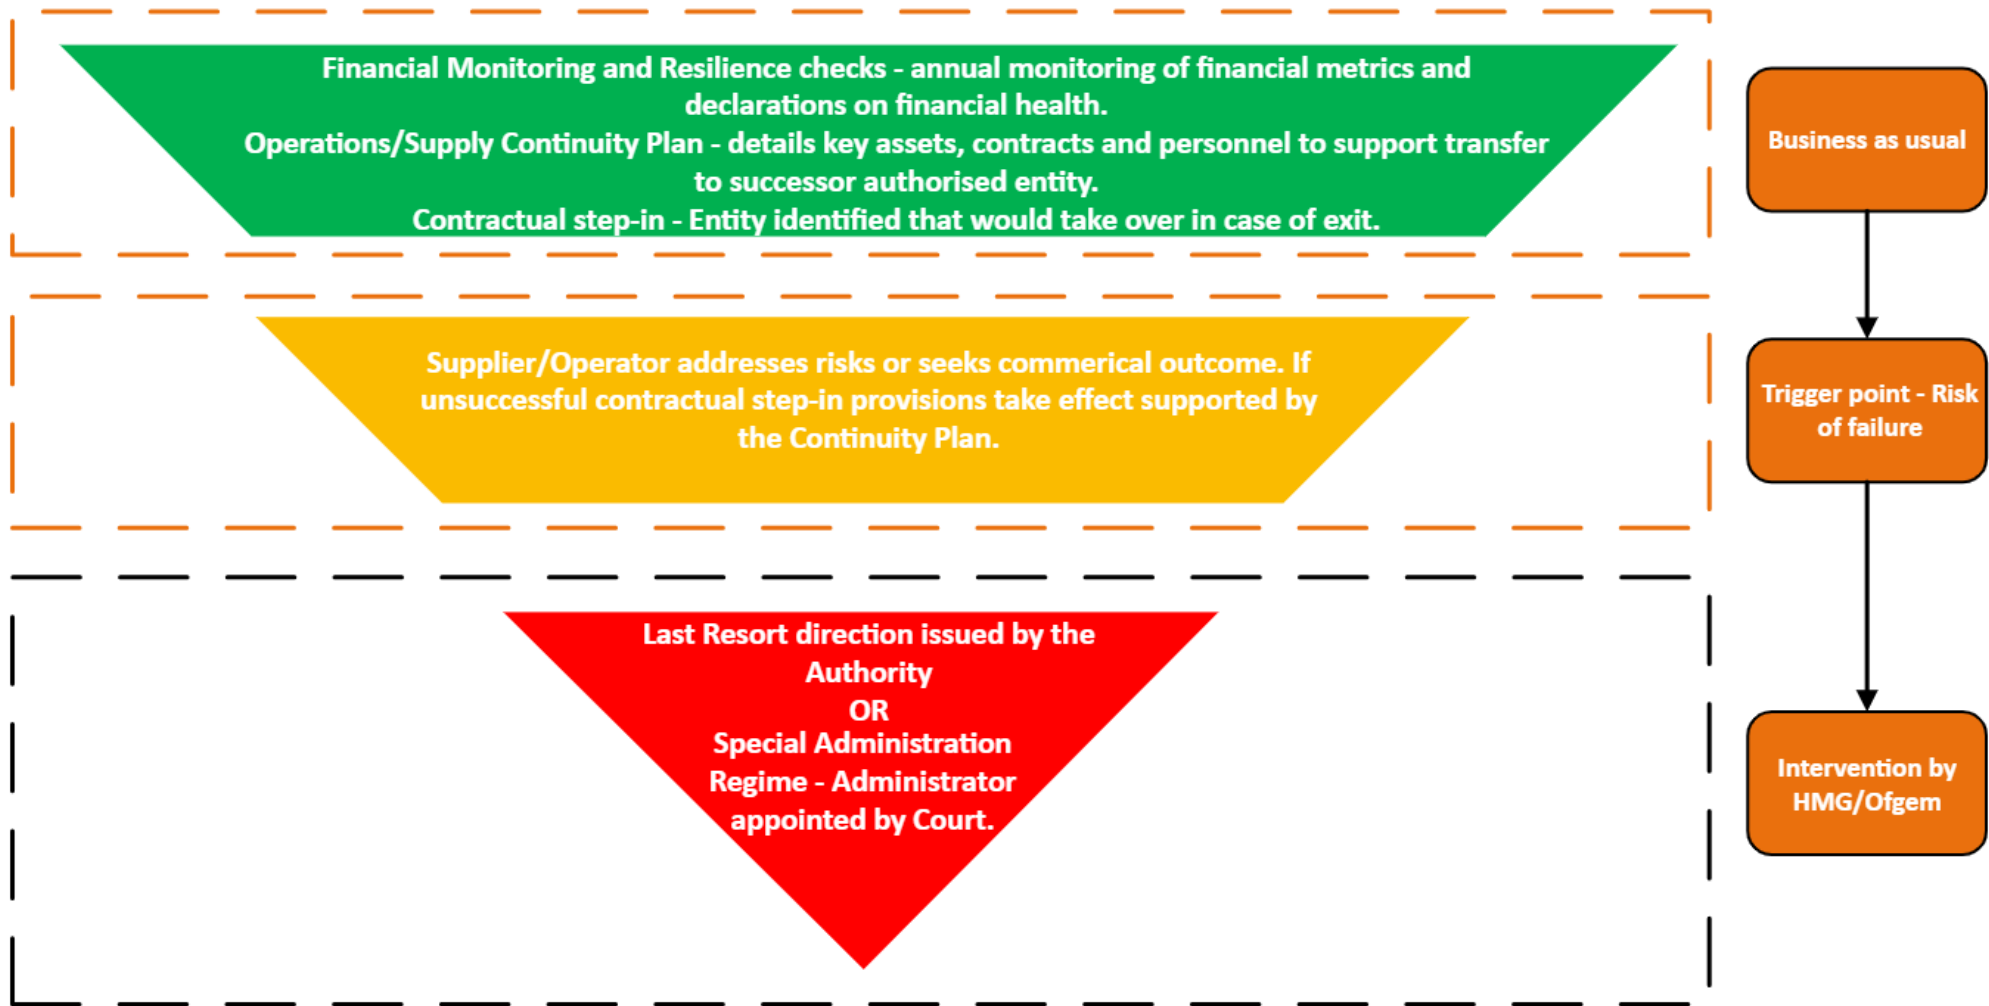 Financial Monitoring and Resilience checks - annual monitoring of financial metrics and
declarations on financial health.
Operations/Supply Continuity Plan - details key assets, contracts and personnel to support transfer
to successor authorised entity.
Contractual step-in - Entity identified that would take over in case of exit.
Business as usual
Supplier/Operator addresses risks or seeks commerical outcome. If
unsuccessful contractual step-in provisions take effect supported by
the Continuity Plan.
Trigger point - Risk
of failure
Last Resort direction issued by the
Authority
OR
Special Administration
Regime - Administrator
appointed by Court.
Intervention by
HMG/Ofgem